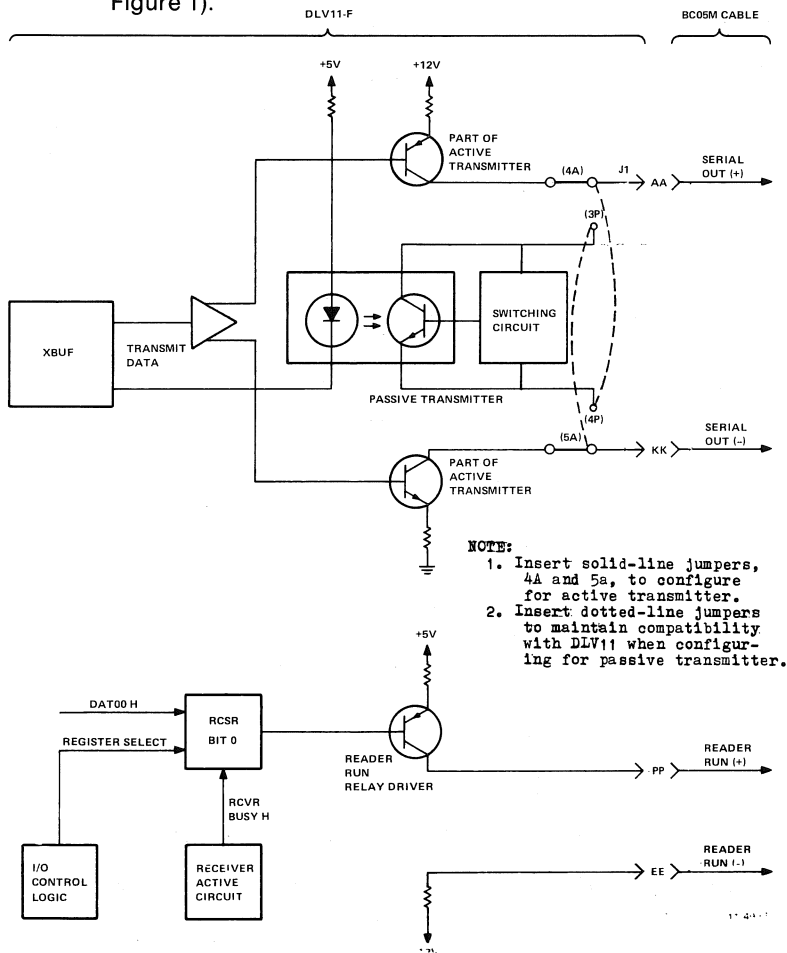 Figure 1).
DLV11-F
BC05M CABLE
+5V
+12V
PART OF
ACTIVE
TRANSMITTER
(4A)
J1
AA
SERIAL
OUT (+)
(3P)
XBUF
TRANSMIT
DATA
SWITCHING
CIRCUIT
PASSIVE TRANSMITTER
(4P)
(5A)
KK
SERIAL
OUT (–)
PART OF
ACTIVE
TRANSMITTER
NOTE:
1. Insert solid-line jumpers,
4A and 5a, to configure
for active transmitter.
2. Insert dotted-line jumpers
to maintain compatibility
with DLV11 when configur-
ing for passive transmitter.
+5V
DAT00 H
REGISTER SELECT
RCSR
BIT 0
READER
RUN
RELAY DRIVER
PP
READER
RUN (+)
RCVR
BUSY H
I/O
CONTROL
LOGIC
RECEIVER
ACTIVE
CIRCUIT
EE
READER
RUN (-)